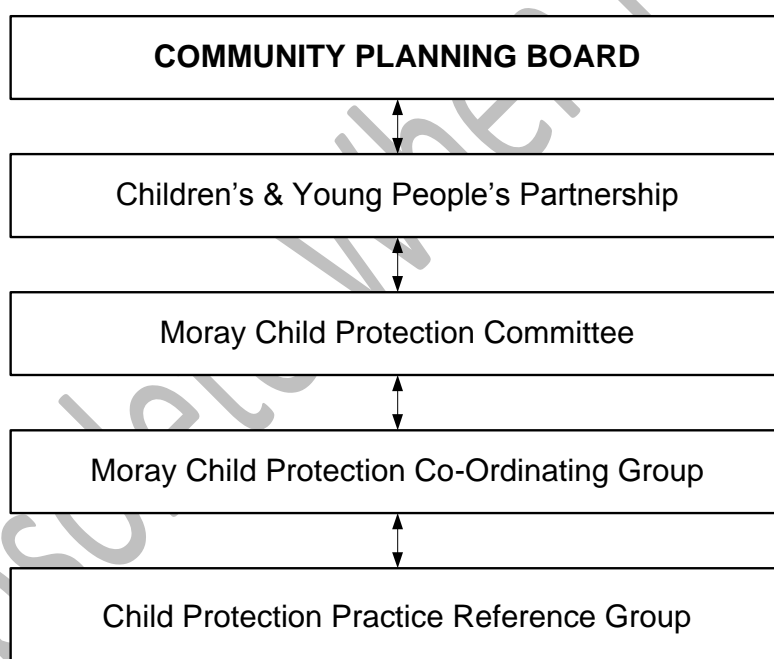 COMMUNITY PLANNING BOARD
Children’s & Young People’s Partnership
Moray Child Protection Committee
Moray Child Protection Co-Ordinating Group
Child Protection Practice Reference Group